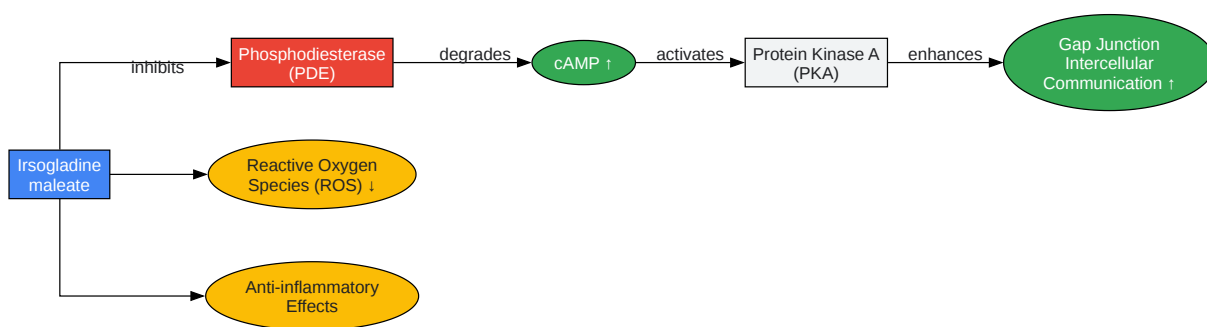 Phosphodiesterase
(PDE)
inhibits
degrades
cAMP ↑
activates
Protein Kinase A
(PKA)
enhances
Gap Junction
Intercellular
Communication ↑
Irsogladine
maleate
Reactive Oxygen
Species (ROS) ↓
Anti-inflammatory
Effects